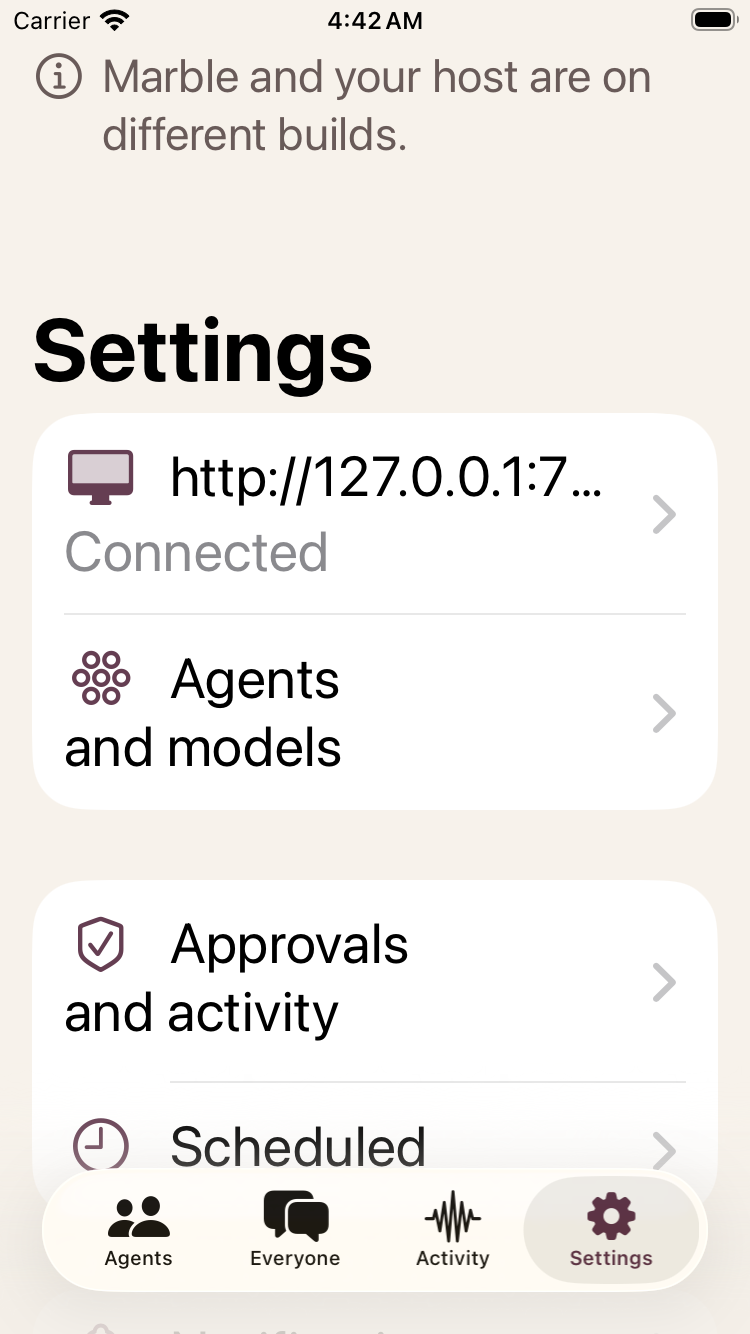 Carrier 4:42 AM
Marble and your host are on
different builds.
Settings
http://127.0.0.1:7…
Connected
Agents
and models
Approvals
and activity
Scheduled
Agents Everyone Activity Settings